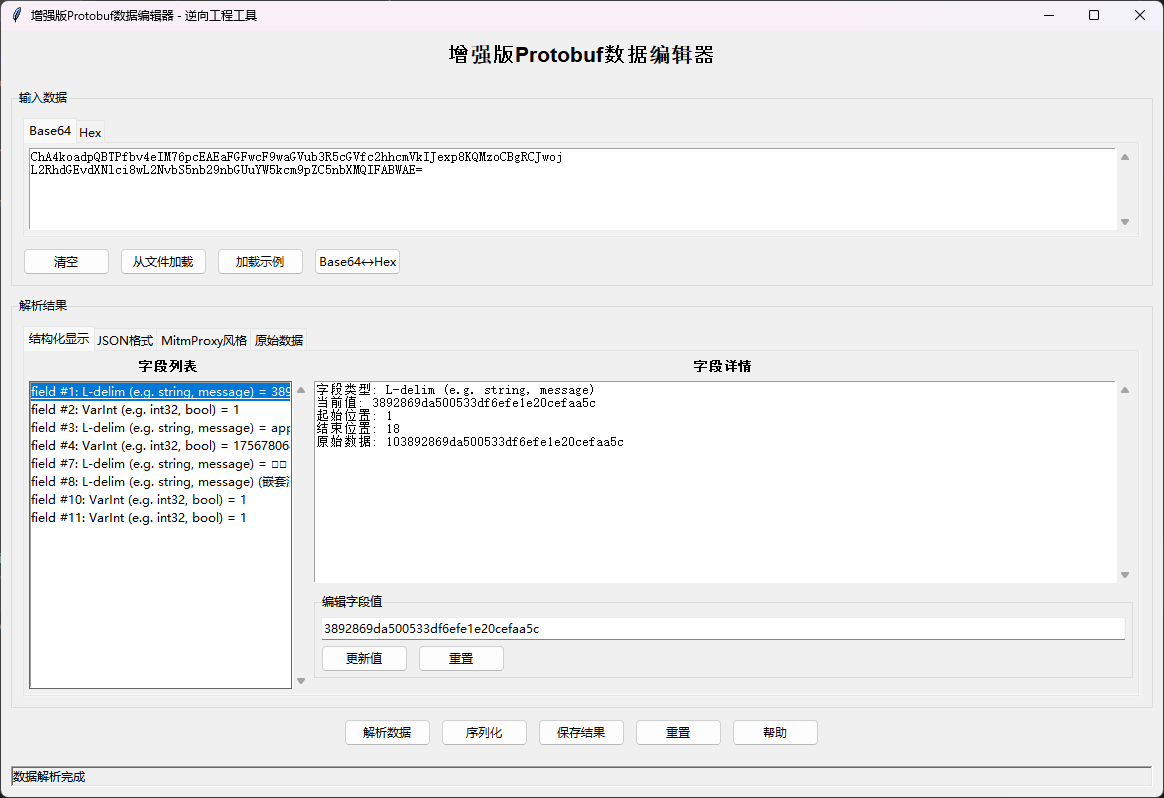 增强版Protobuf数据编辑器 - 逆向工程工具
增强版Protobuf数据编辑器
输入数据
Base64 Hex
ChA4koadpQBTPfbv4eIM76pcEAEaFGFwcF9waGVub3R5cGVfc2hhcmVkIJexp8KQMzoCBgRCJwoj
L2RhdGEvdXNlci8wL2NvbS5nb29nbGUuYW5kcm9pZC5nbXMQIFABWAE=
清空 从文件加载 加载示例 Base64↔Hex
解析结果
结构化显示 JSON格式 MitmProxy风格 原始数据
字段列表 字段详情
field #1: L-delim (e.g. string, message) = 389
field #2: VarInt (e.g. int32, bool) = 1
field #3: L-delim (e.g. string, message) = app
field #4: VarInt (e.g. int32, bool) = 17567806
field #7: L-delim (e.g. string, message) = □□
field #8: L-delim (e.g. string, message) (嵌套
field #10: VarInt (e.g. int32, bool) = 1
field #11: VarInt (e.g. int32, bool) = 1
字段类型: L-delim (e.g. string, message)
当前值: 3892869da500533df6efe1e20cefaa5c
起始位置: 1
结束位置: 18
原始数据: 103892869da500533df6efe1e20cefaa5c
编辑字段值
3892869da500533df6efe1e20cefaa5c
更新值 重置
解析数据 序列化 保存结果 重置 帮助
数据解析完成